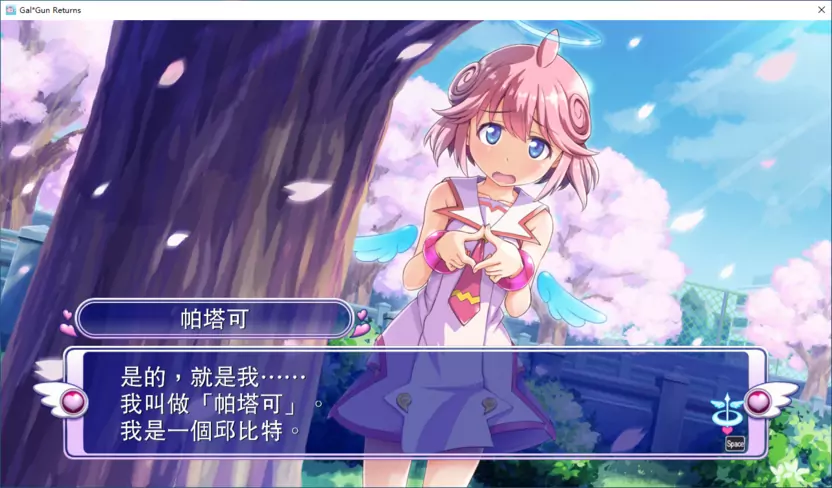 Gal*Gun Returns
帕塔可
是的，就是我……
我叫做「帕塔可」。
我是一個邱比特。
Space